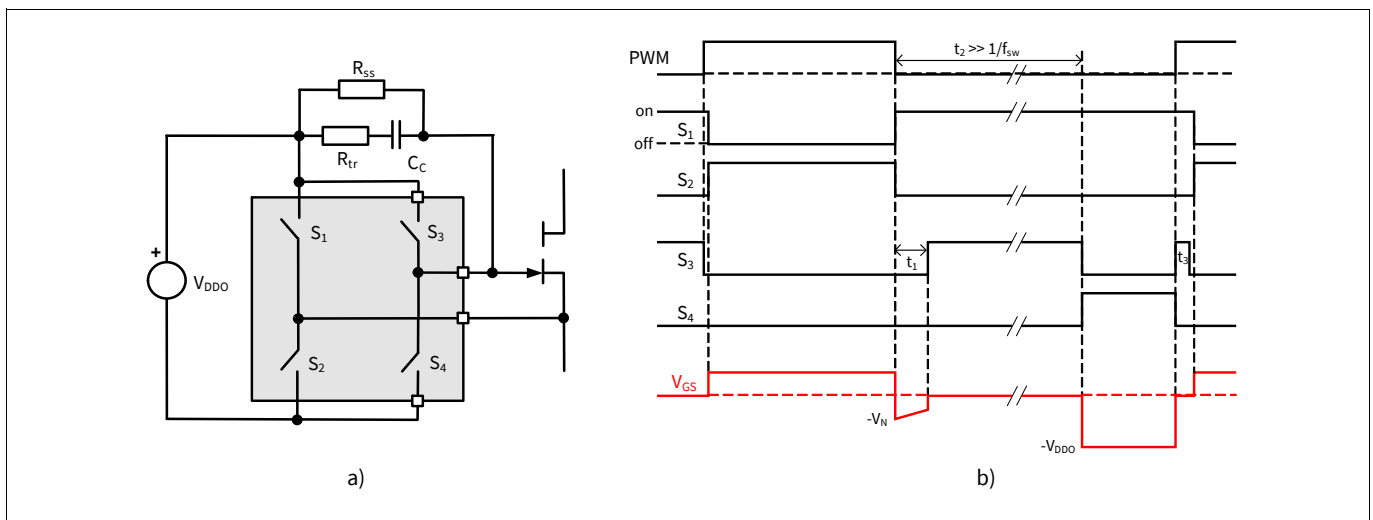 R_ss
R_tr
C_C
S_1
S_3
+
V_DDO
S_2
S_4
a)
PWM
t_2 >> 1/f_sw
on
S_1
off
S_2
S_3
t_1
t_3
S_4
V_GS
-V_N
-V_DDO
b)